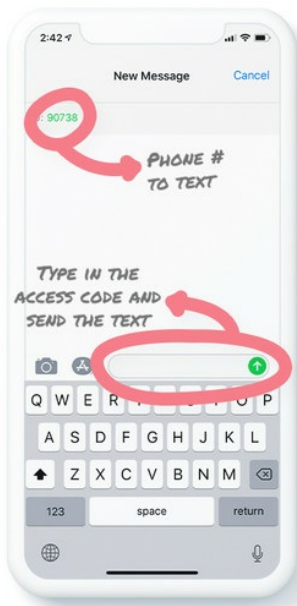 2:42
New Message Cancel
: 90738
PHONE #
TO TEXT
TYPE IN THE
ACCESS CODE AND
SEND THE TEXT
Q W E R O P
A S D F G H J K L
Z X C V B N M
123 space return